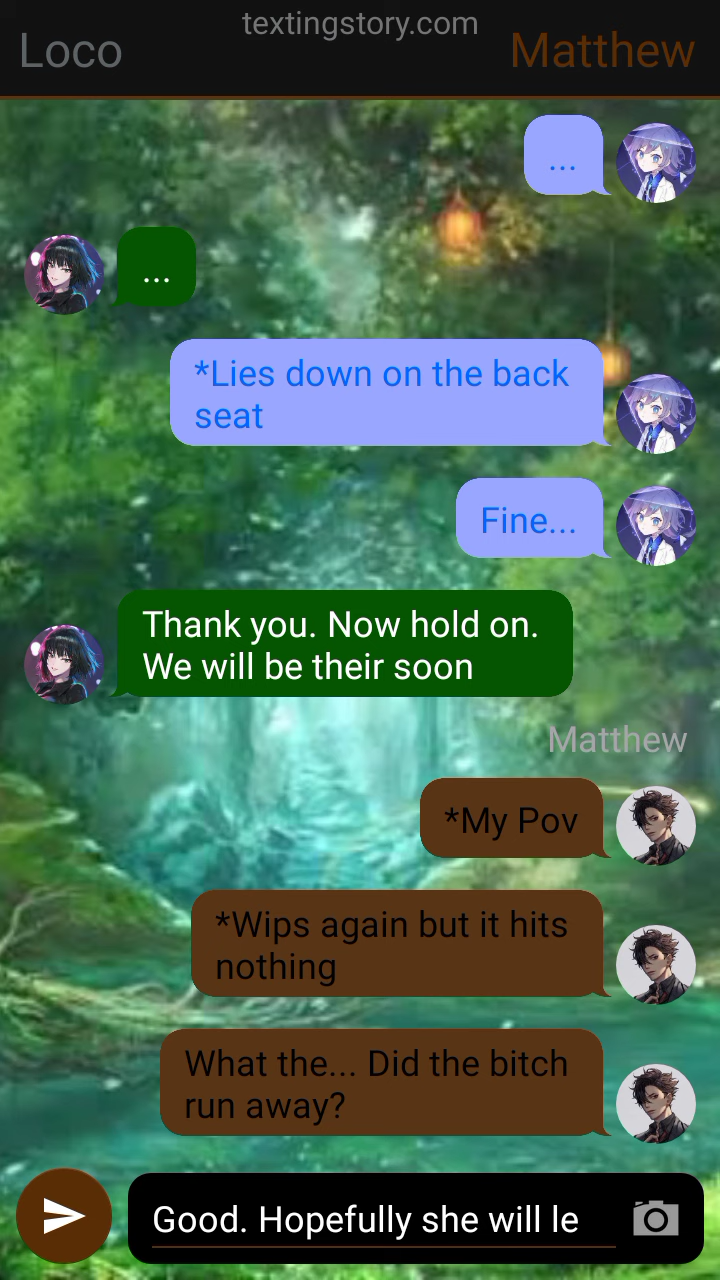 textingstory.com
Loco
Matthew
...
...
*Lies down on the back
seat
Fine...
Thank you. Now hold on.
We will be their soon
Matthew
*My Pov
*Wips again but it hits
nothing
What the... Did the bitch
run away?
Good. Hopefully she will le